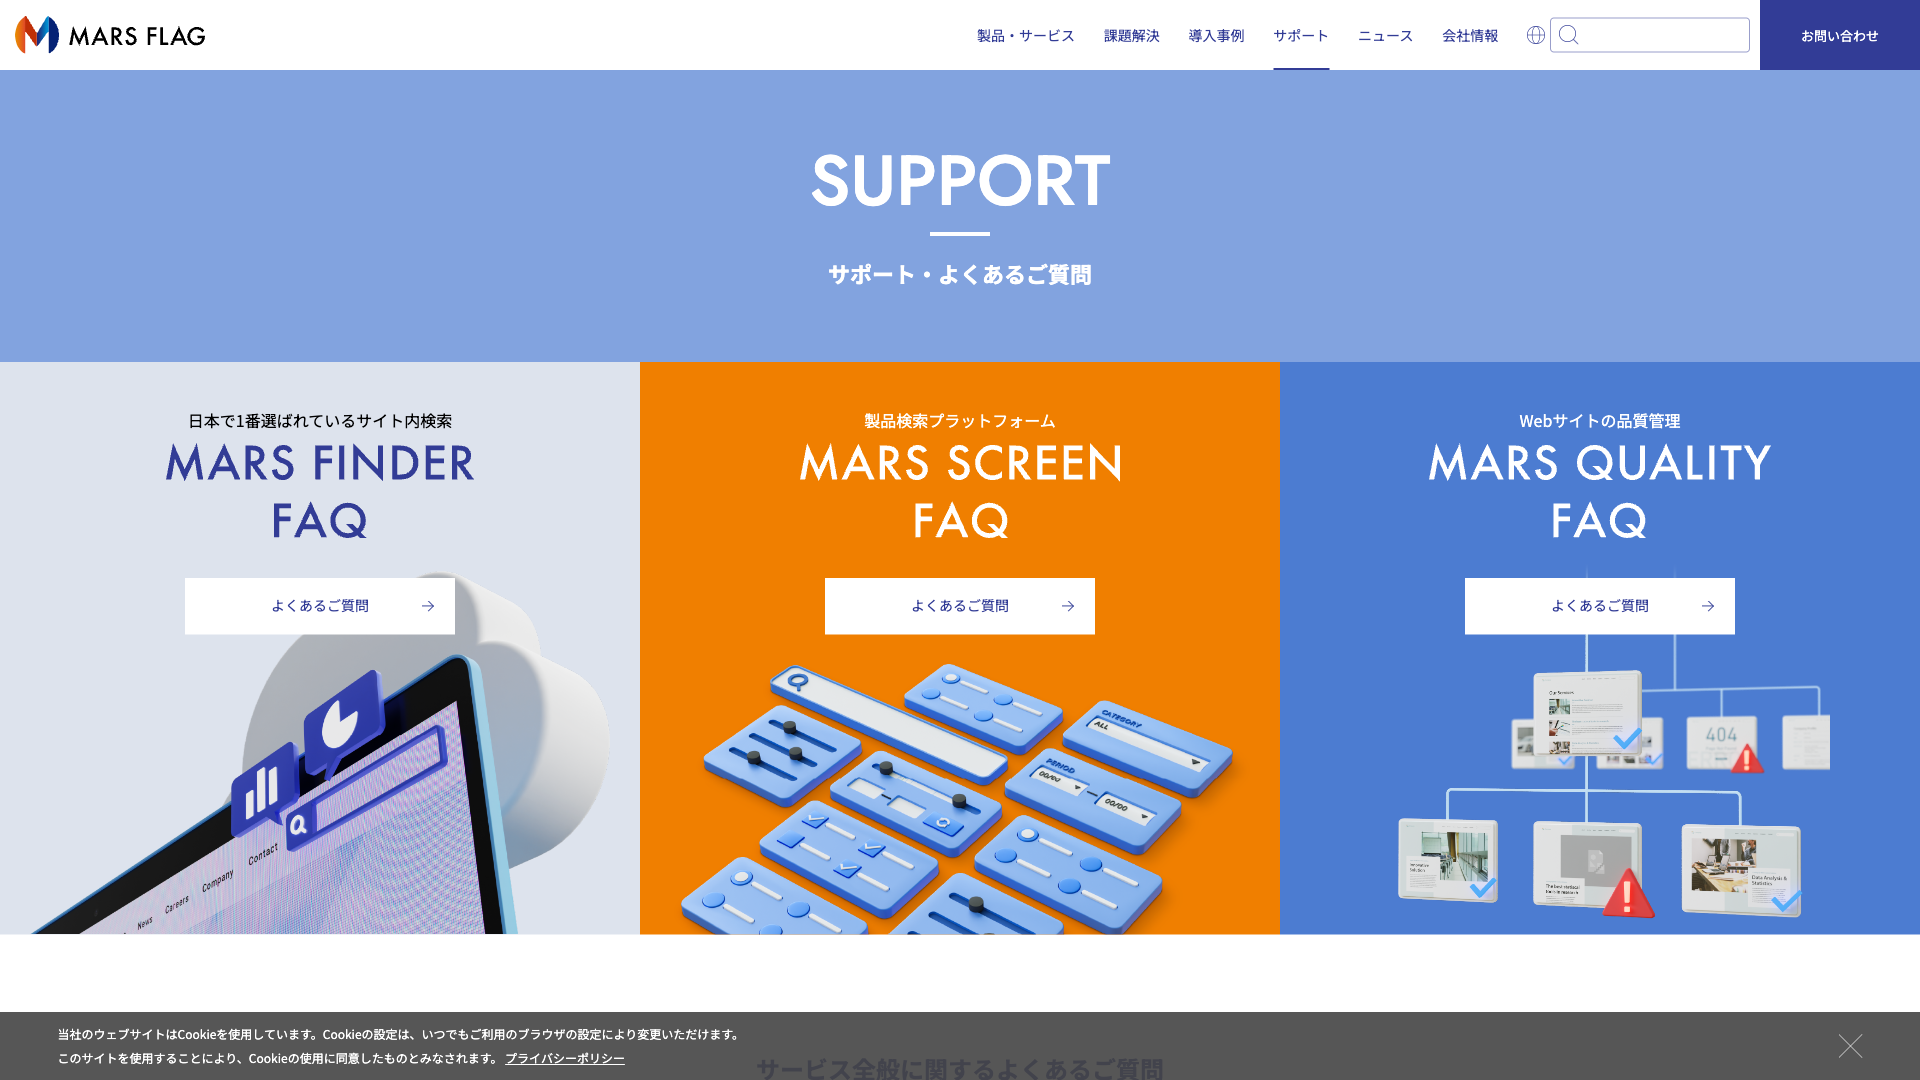 MARS FLAG
製品・サービス
課題解決
導入事例
サポート
ニュース
会社情報
お問い合わせ
SUPPORT
サポート・よくあるご質問
日本で1番選ばれているサイト内検索
MARS FINDER
FAQ
よくあるご質問
News
Careers
Company
Contact
製品検索プラットフォーム
MARS SCREEN
FAQ
よくあるご質問
CATEGORY
ALL
PERIOD
00/00
00/00
Webサイトの品質管理
MARS QUALITY
FAQ
よくあるご質問
Our Services
404
Innovative
Solution
The best statical
tools in research
Data Analysis &
Statistics
当社のウェブサイトはCookieを使用しています。Cookieの設定は、いつでもご利用のブラウザの設定により変更いただけます。
このサイトを使用することにより、Cookieの使用に同意したものとみなされます。 プライバシーポリシー
サービス全般に関するよくあるご質問